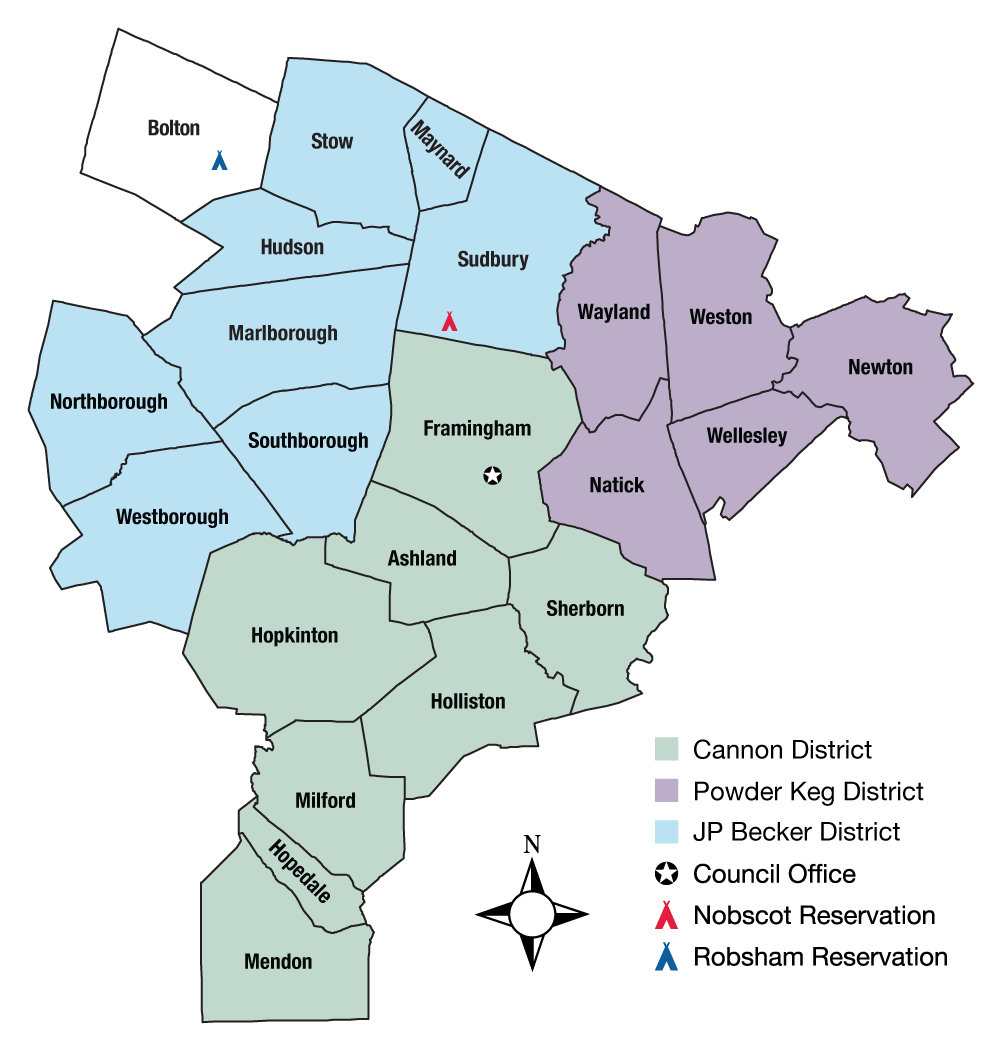 Bolton
Stow
Maynard
Hudson
Sudbury
Marlborough
Wayland
Weston
Newton
Northborough
Southborough
Framingham
Wellesley
Natick
Westborough
Ashland
Sherborn
Hopkinton
Holliston
Milford
Hopedale
Mendon
Cannon District
Powder Keg District
JP Becker District
Council Office
Nobscot Reservation
Robsham Reservation
N